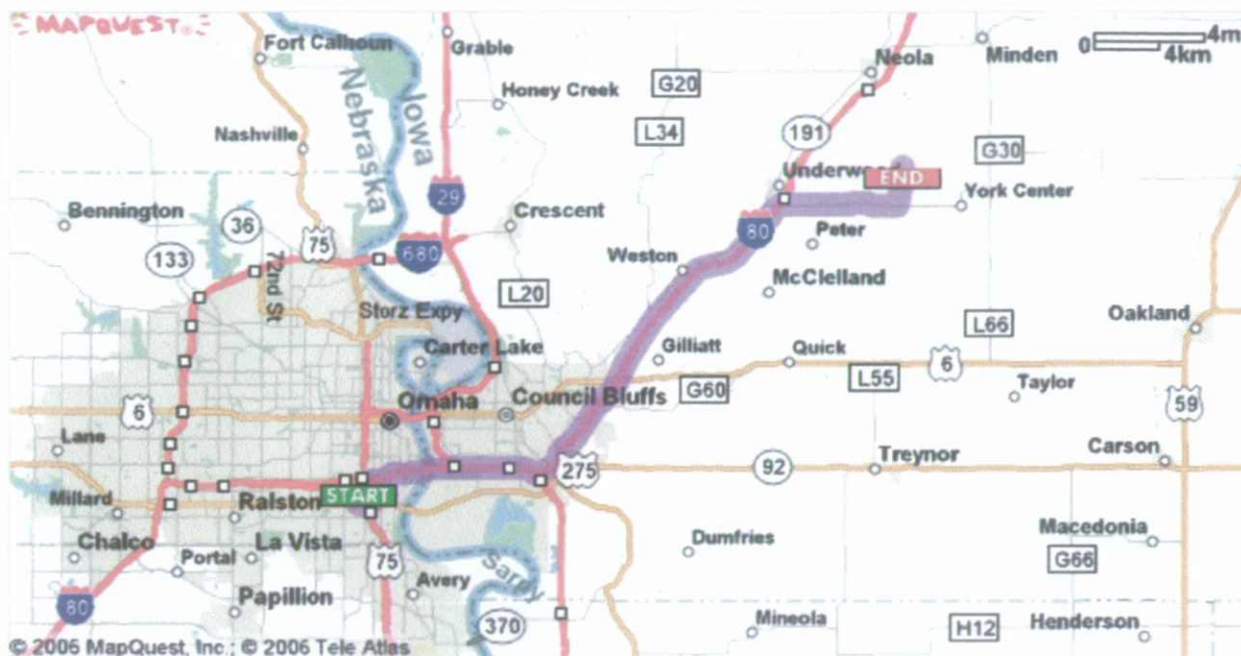 MAPQUEST
Fort Calhoun
Grable
Neola
Minden
0 4m
4km
Honey Creek
G20
Nebraska
Iowa
L34
Nashville
191
G30
Underwood
END
29
York Center
Bennington
36
Crescent
75
680
80
Peter
133
Weston
72nd St
McClelland
L20
Storz Expy
Oakland
L66
Carter Lake
Gilliatt
Quick
6
L55
Taylor
G60
6
Omaha
Council Bluffs
59
Lane
Carson
275
92
Treynor
START
Millard
Ralston
Macedonia
Dumfries
Chalco
Portal
La Vista
75
Sarpy
G66
Avery
80
Papillion
370
Mineola
H12
Henderson
© 2006 MapQuest, Inc.; © 2006 Tele Atlas